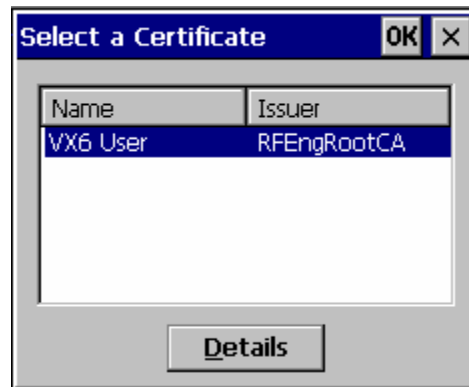 Select a Certificate OK ×
Name Issuer
VX6 User RFEngRootCA
Details